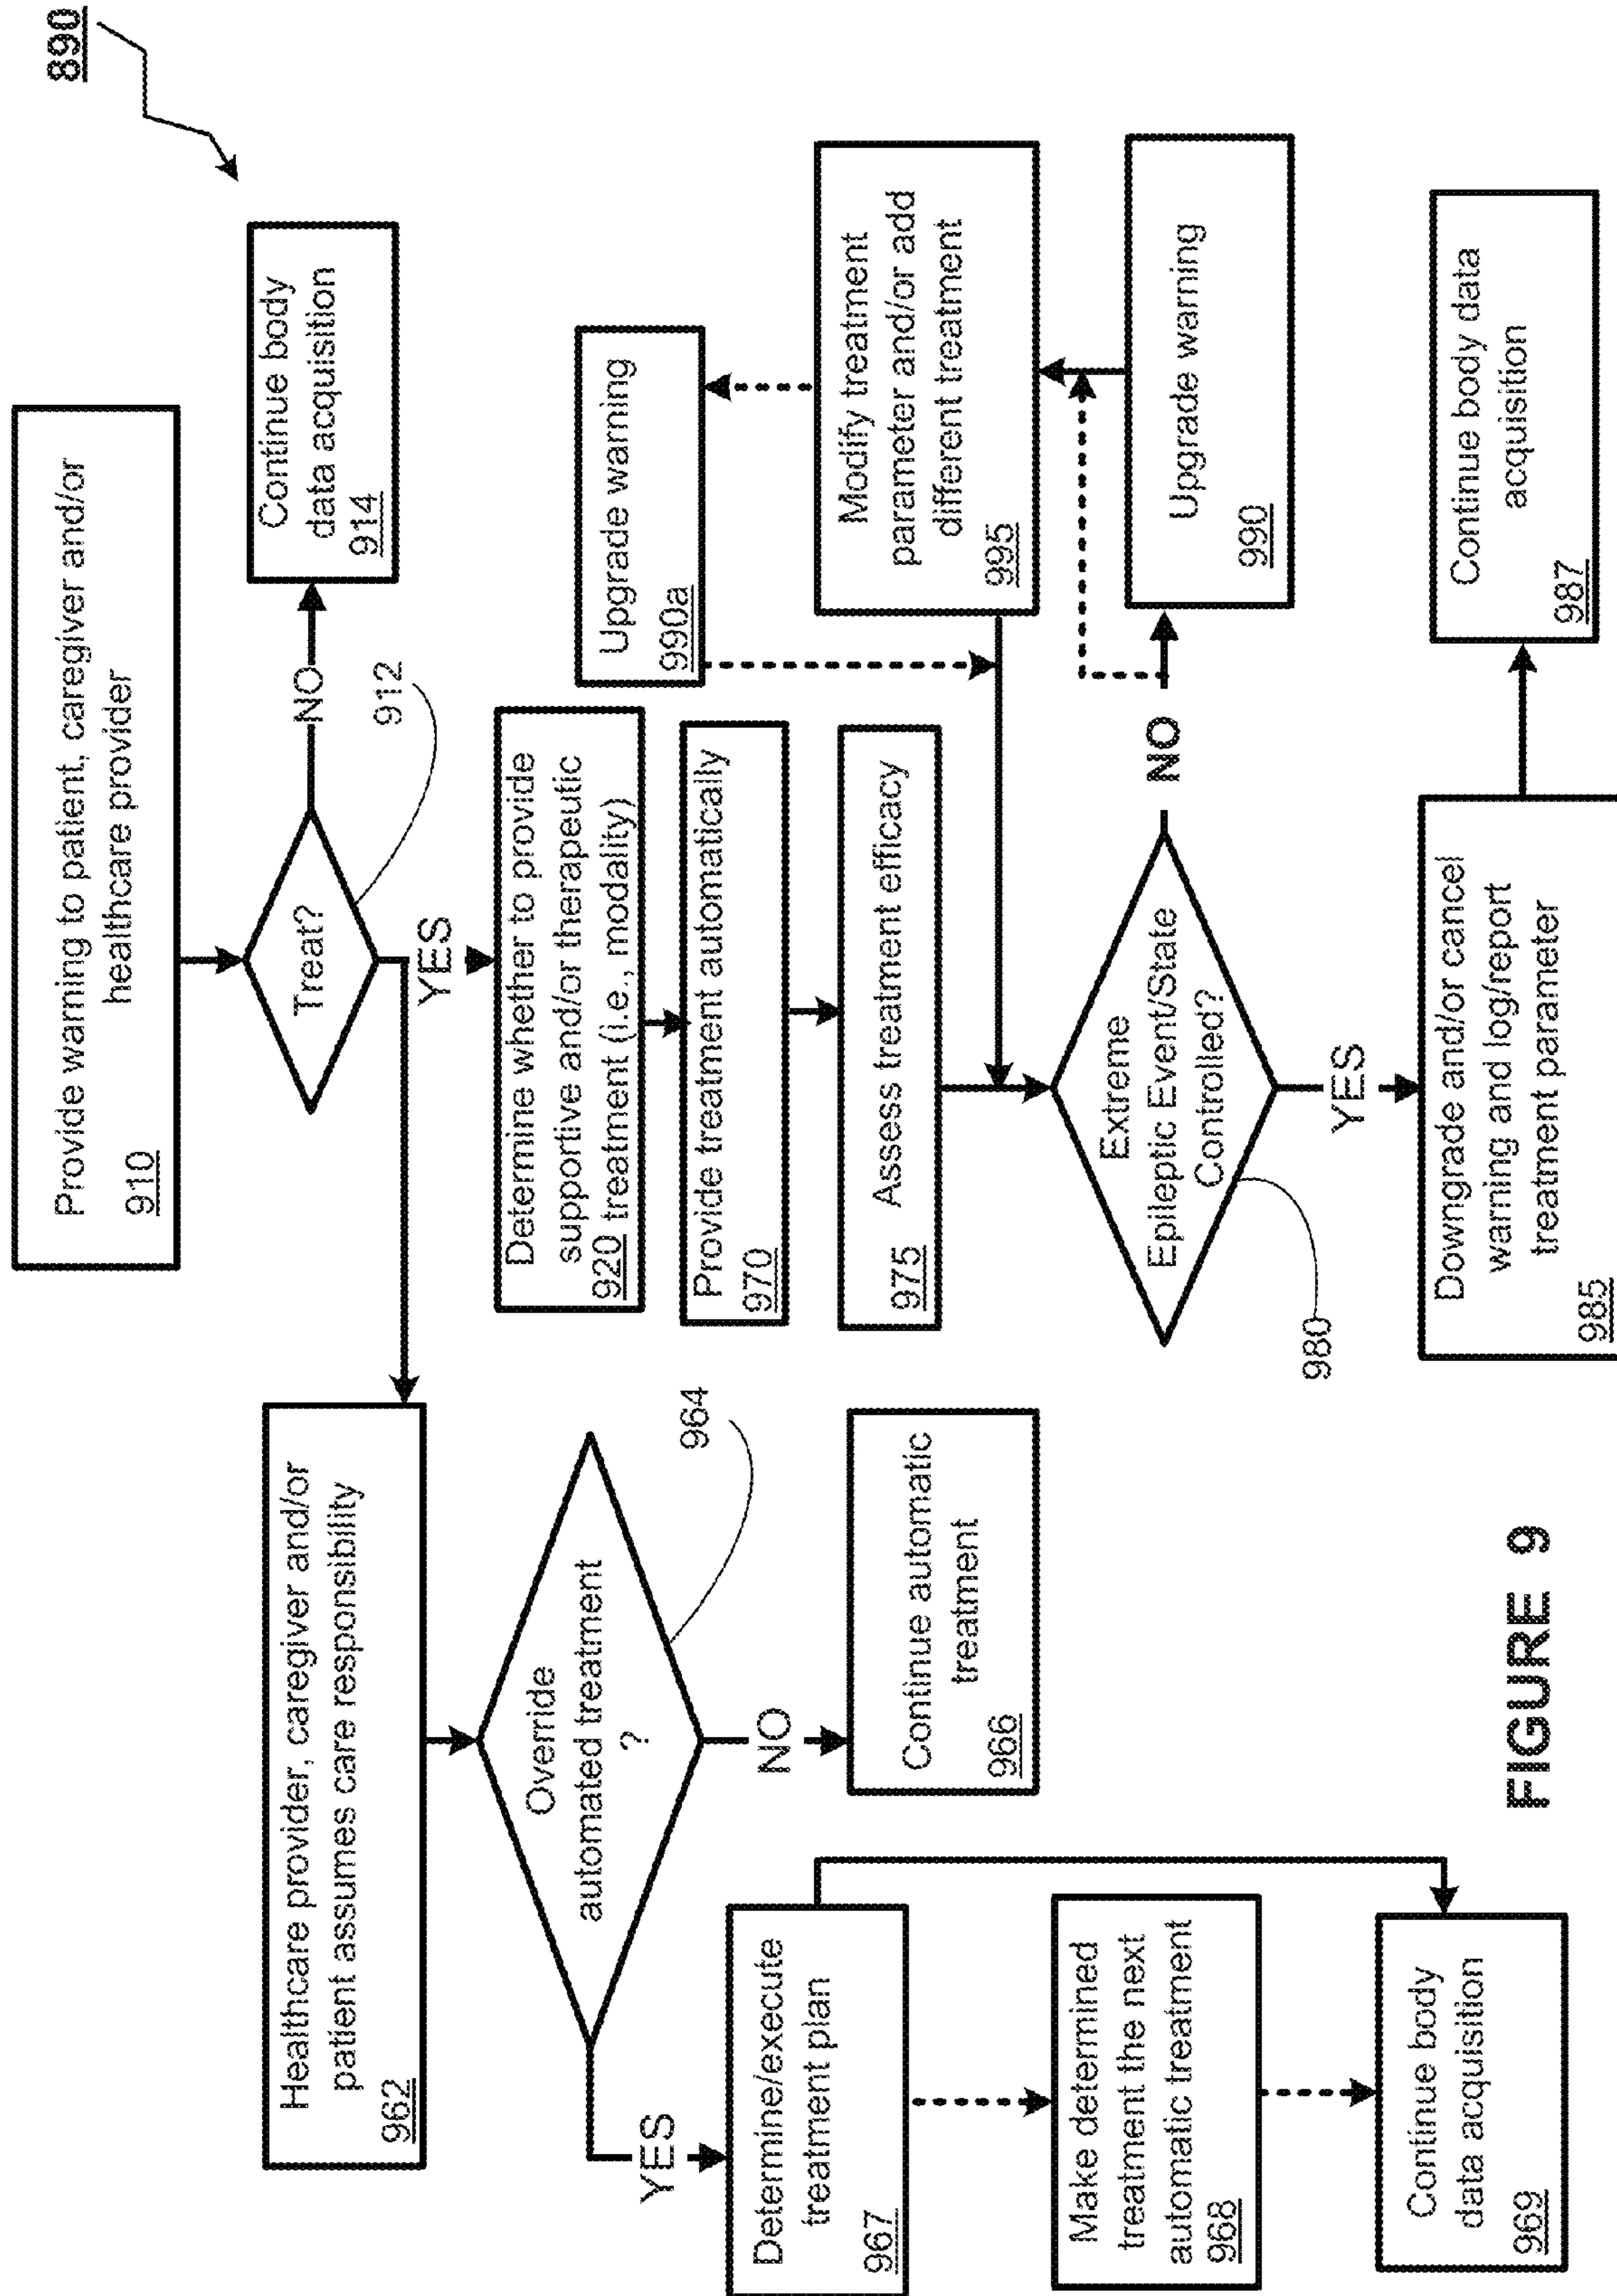 890
Provide warning to patient, caregiver and/or
healthcare provider
910
Treat?
912
NO
Continue body
data acquisition
914
YES
Healthcare provider, caregiver and/or
patient assumes care responsibility
962
Override
automated treatment
?
964
YES
NO
Determine/execute
treatment plan
967
Make determined
treatment the next
automatic treatment
968
Continue body
data acquisition
969
Continue automatic
treatment
966
Determine whether to provide
supportive and/or therapeutic
920 treatment (i.e., modality)
Provide treatment automatically
970
Assess treatment efficacy
975
Extreme
Epileptic Event/State
Controlled?
980
NO
YES
Upgrade warning
990a
Modify treatment
parameter and/or add
different treatment
995
Upgrade warning
990
Downgrade and/or cancel
warning and log/report
treatment parameter
985
Continue body data
acquisition
987
FIGURE 9